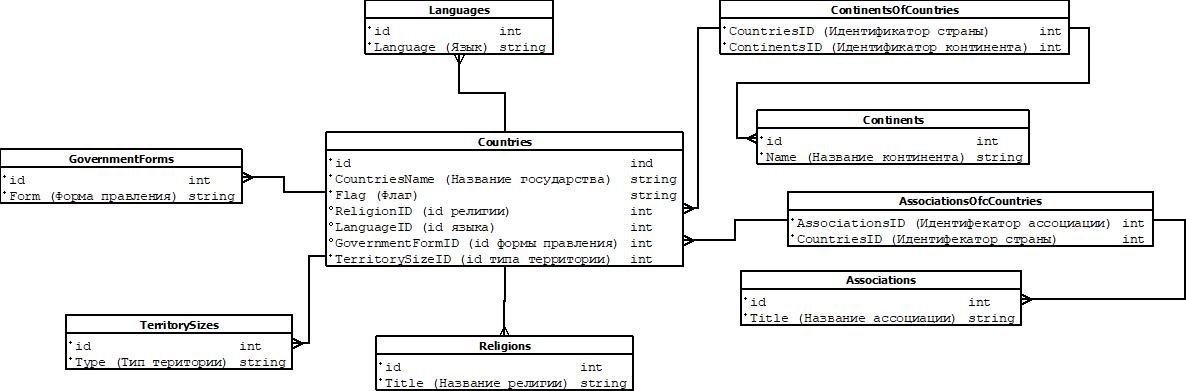 Languages
id int
Language (Язык) string
ContinentsOfCountries
CountriesID (Идентификатор страны) int
ContinentsID (Идентификатор континента) int
Continents
id int
Name (Название континента) string
Countries
id ind
CountriesName (Название государства) string
Flag (Флаг) string
ReligionID (id религии) int
LanguageID (id языка) int
GovernmentFormID (id формы правления) int
TerritorySizeID (id типа территории) int
GovernmentForms
id int
Form (Форма правления) string
AssociationsOfcCountries
AssociationsID (Идентифекатор ассоциации) int
CountriesID (Идентифекатор страны) int
Associations
id int
Title (Название ассоциации) string
TerritorySizes
id int
Type (Тип територии) string
Religions
id int
Title (Название религии) string